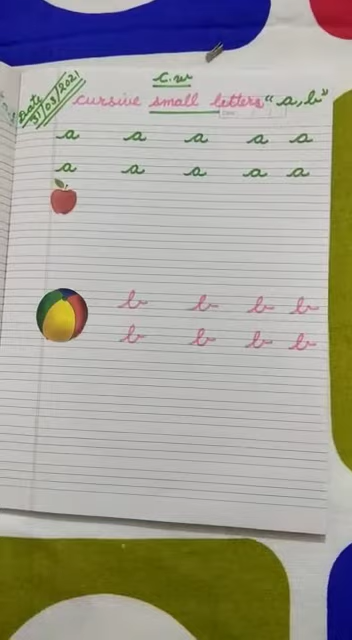 C.W
Date
31/03/2021
cursive small letters "a, b"
a a a a a
a a a a a
b b b b
b b b b